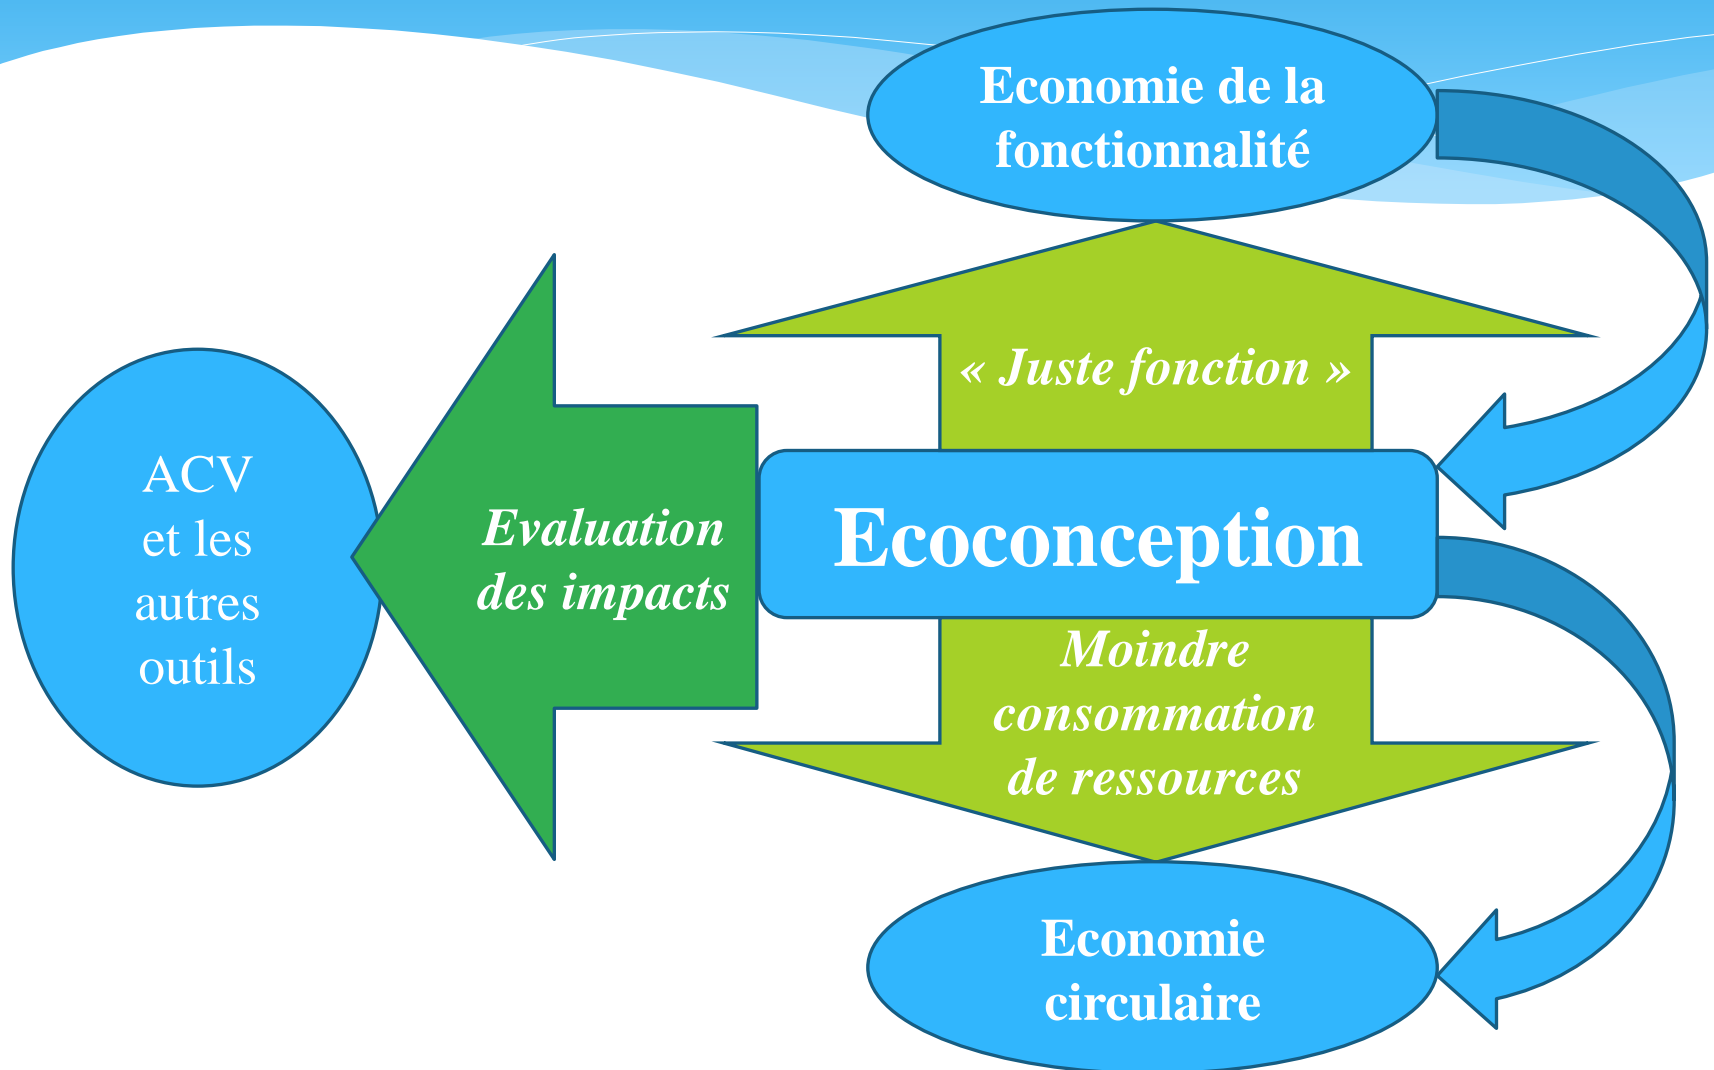 Economie de la
fonctionnalité
« Juste fonction »
ACV
et les
autres
outils
Evaluation
des impacts
Ecoconception
Moindre
consommation
de ressources
Economie
circulaire